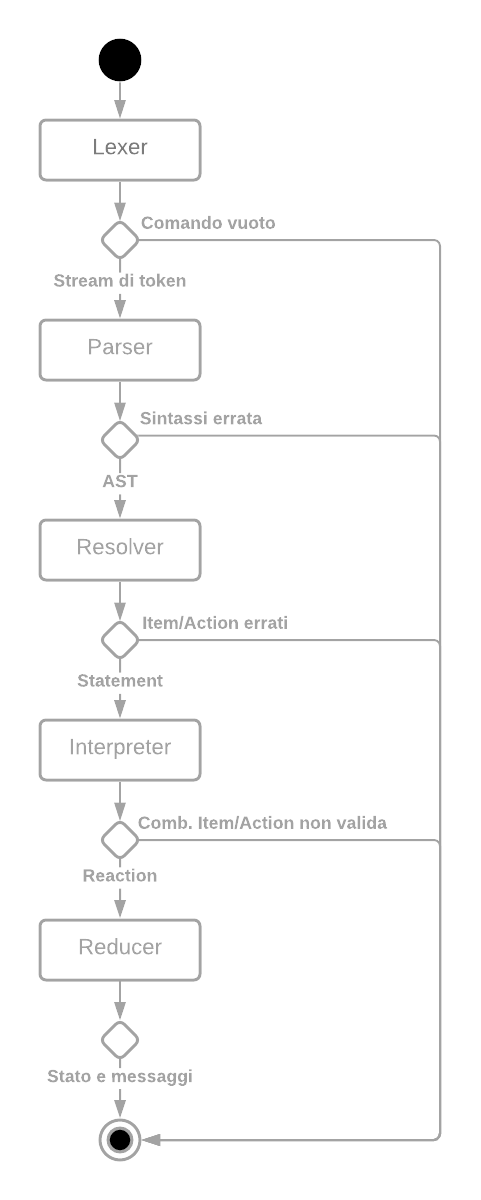 Lexer
Comando vuoto
Stream di token
Parser
Sintassi errata
AST
Resolver
Item/Action errati
Statement
Interpreter
Comb. Item/Action non valida
Reaction
Reducer
Stato e messaggi